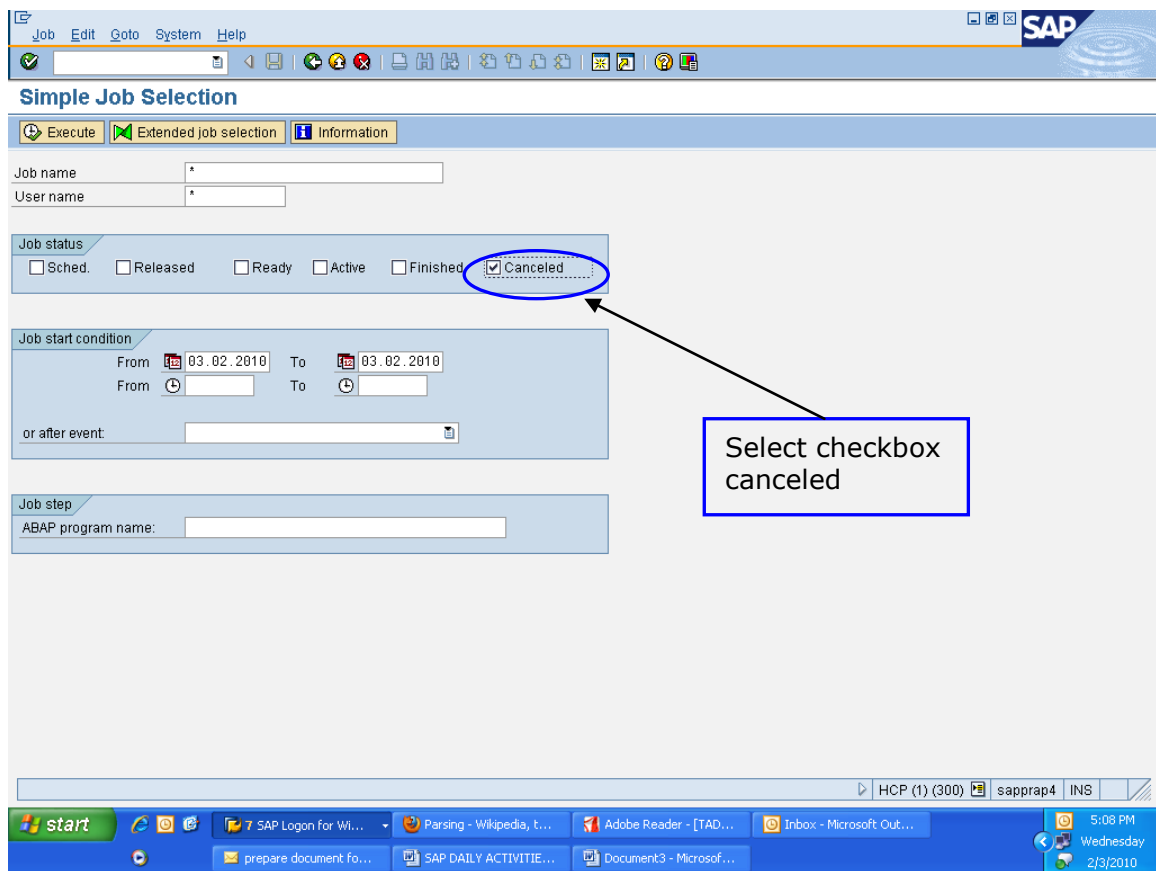 Job Edit Goto System Help
SAP
Simple Job Selection
Execute Extended job selection Information
Job name *
User name *
Job status
Sched. Released Ready Active Finished Canceled
Job start condition
From 03.02.2010 To 03.02.2010
From To
or after event:
Select checkbox
canceled
Job step
ABAP program name:
HCP (1) (300) sapprap4 INS
start 7 SAP Logon for Wi... Parsing - Wikipedia, t... Adobe Reader - [TAD... Inbox - Microsoft Out... 5:08 PM
Wednesday
prepare document fo... SAP DAILY ACTIVITIE... Document3 - Microsof... 2/3/2010